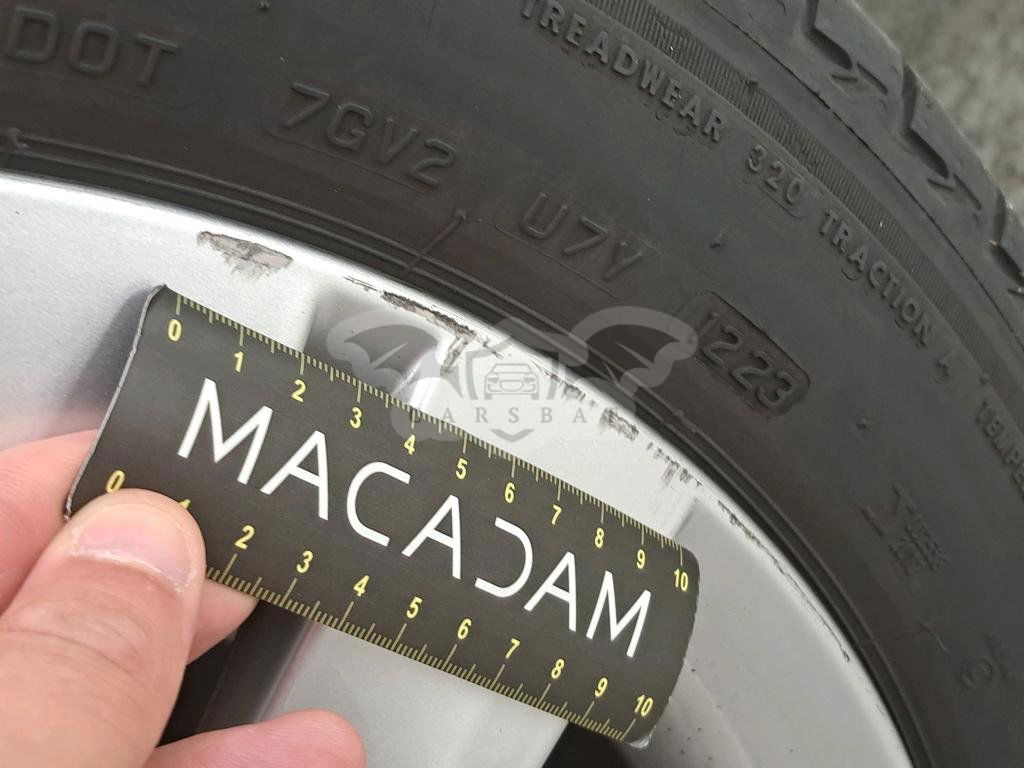 DOT 7GV2 U7Y 1223
TREADWEAR 320 TRACTION A
CARSBAT
0 1 2 3 4 5 6 7 8 9 10
MACADAM
0 1 2 3 4 5 6 7 8 9 10